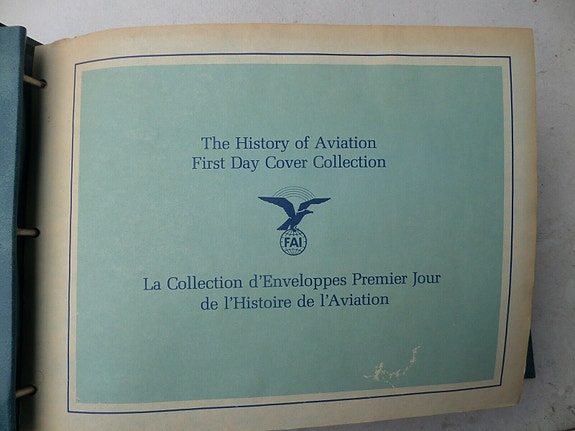 The History of Aviation
First Day Cover Collection
FAI
La Collection d'Enveloppes Premier Jour
de l'Histoire de l'Aviation